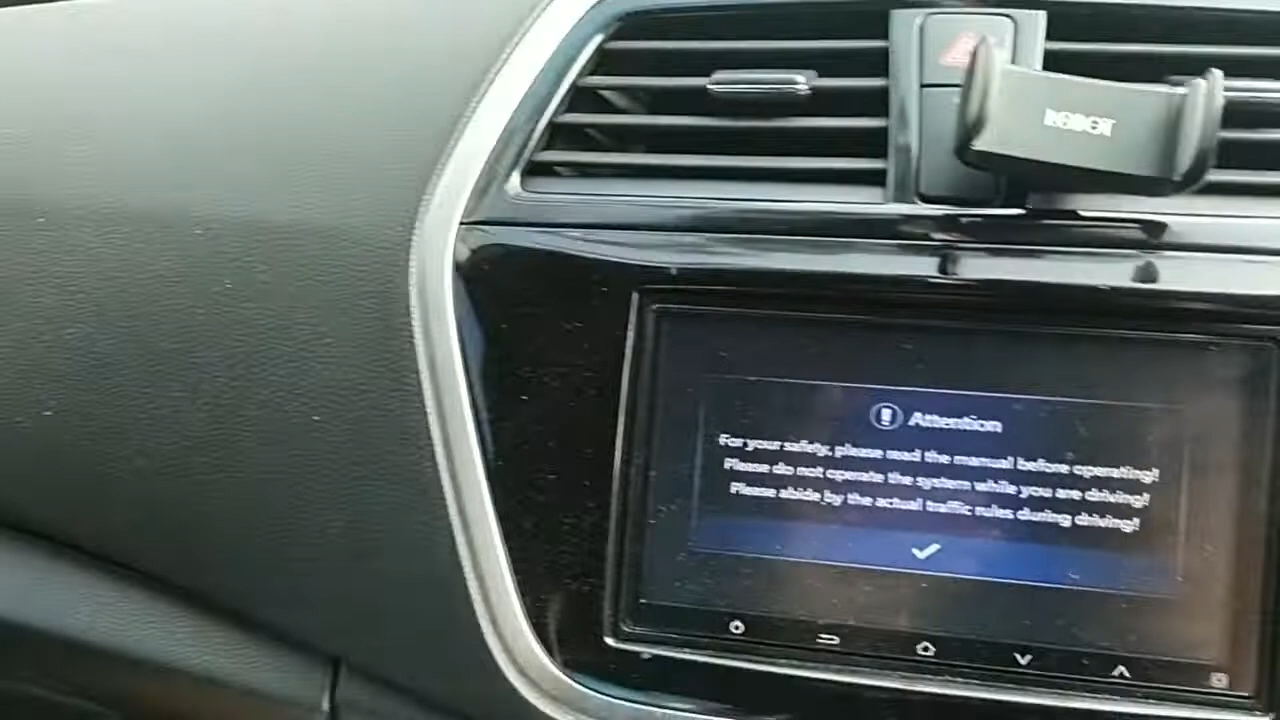 ROBOT
Attention
For your safety, please read the manual before operating!
Please do not operate the system while you are driving!
Please abide by the actual traffic rules during driving!